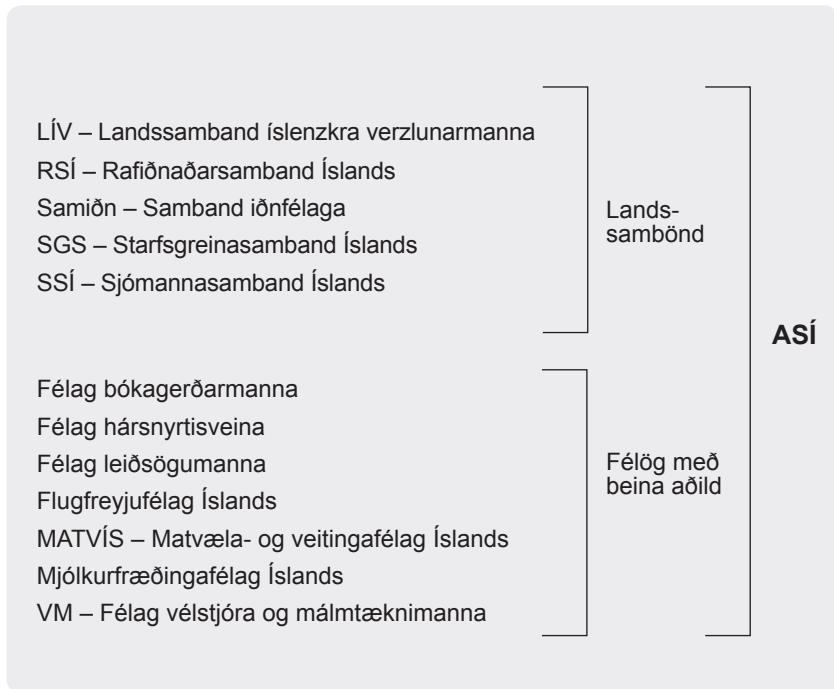 LÍV – Landssamband íslenzkra verzlunarmanna
RSÍ – Rafiðnaðarsamband Íslands
Samiðn – Samband iðnfélaga
SGS – Starfsgreinasamband Íslands
SSÍ – Sjómannasamband Íslands
Lands-
sambönd
ASÍ
Félag bókagerðarmanna
Félag hársnyrtisveina
Félag leiðsögumanna
Flugfreyjufélag Íslands
MATVÍS – Matvæla- og veitingafélag Íslands
Mjólkurfræðingafélag Íslands
VM – Félag vélstjóra og málmtæknimanna
Félög með
beina aðild